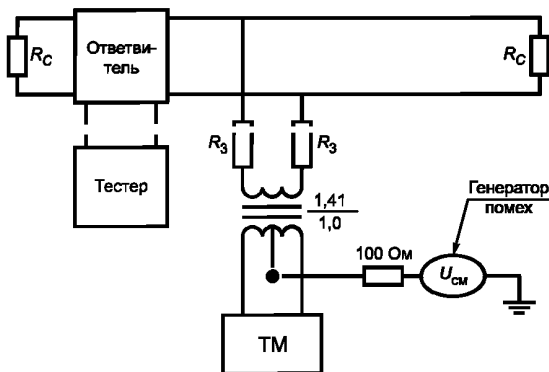 R_C
Ответви-
тель
R_C
R_З
R_З
Тестер
1,41
1,0
Генератор
помех
100 Ом
U_см
ТМ